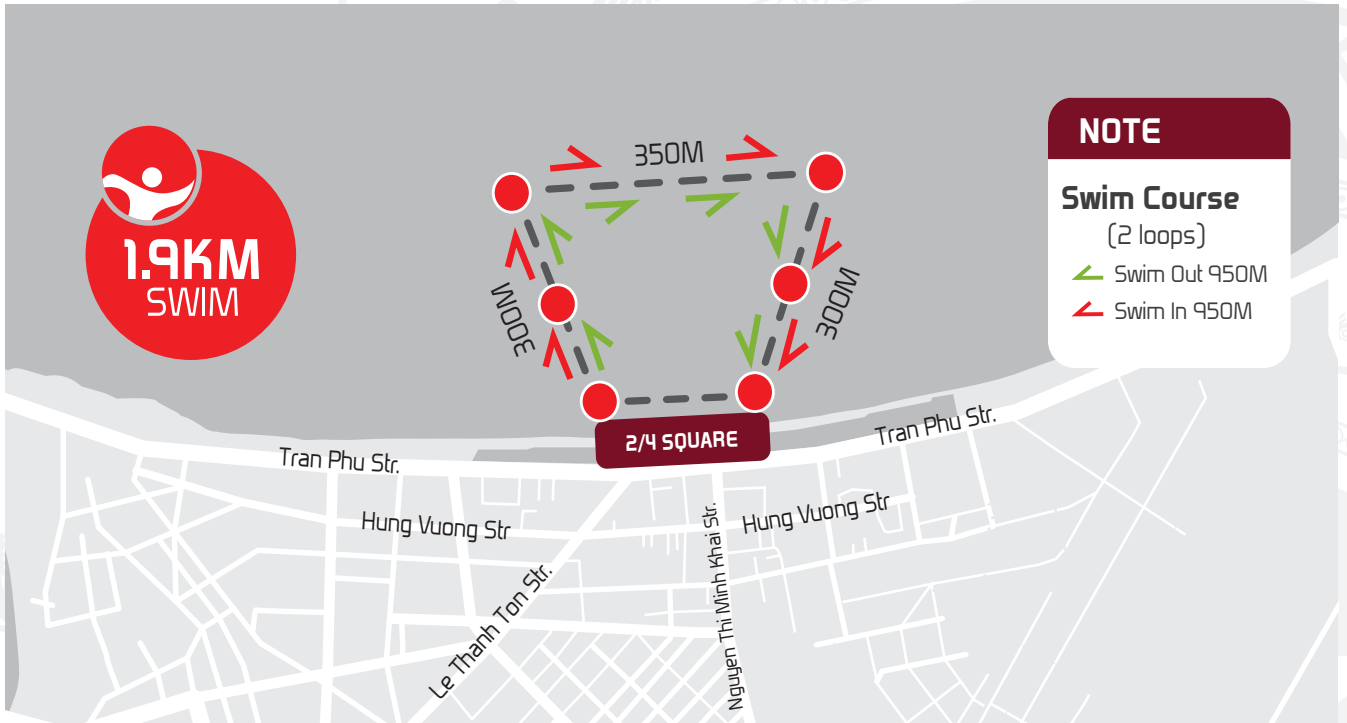 1.9KM
SWIM
350M
300M
300M
NOTE
Swim Course
(2 loops)
Swim Out 950M
Swim In 950M
2/4 SQUARE
Tran Phu Str.
Tran Phu Str.
Hung Vuong Str
Hung Vuong Str
Le Thanh Ton Str.
Nguyen Thi Minh Khai Str.